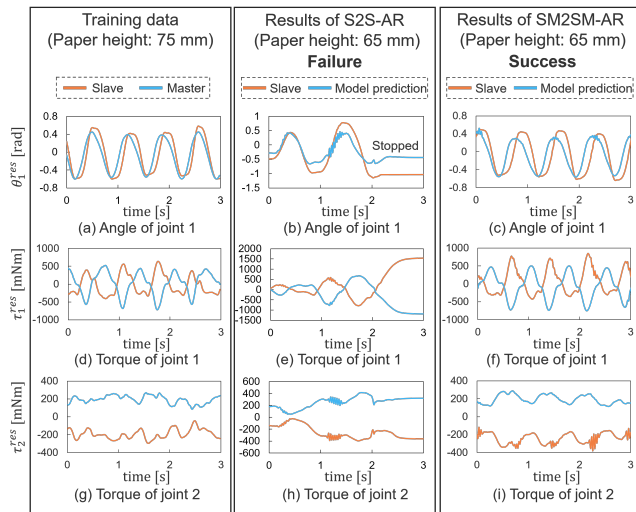 Training data
(Paper height: 75 mm)
Results of S2S-AR
(Paper height: 65 mm)
Failure
Results of SM2SM-AR
(Paper height: 65 mm)
Success
Slave Master
Slave Model prediction
Slave Model prediction
θ₁ʳᵉˢ [rad]
0.8
0.4
0
-0.4
-0.8
0 1 2 3
time [s]
(a) Angle of joint 1
1
0.5
0
-0.5
-1
-1.5
Stopped
0 1 2 3
time [s]
(b) Angle of joint 1
0.8
0.4
0
-0.4
-0.8
0 1 2 3
time [s]
(c) Angle of joint 1
τ₁ʳᵉˢ [mNm]
1000
500
0
-500
-1000
0 1 2 3
time [s]
(d) Torque of joint 1
2000
1500
1000
500
0
-500
-1000
-1500
0 1 2 3
time [s]
(e) Torque of joint 1
1000
500
0
-500
-1000
0 1 2 3
time [s]
(f) Torque of joint 1
τ₂ʳᵉˢ [mNm]
400
200
0
-200
-400
0 1 2 3
time [s]
(g) Torque of joint 2
600
400
200
0
-200
-400
-600
0 1 2 3
time [s]
(h) Torque of joint 2
400
200
0
-200
-400
0 1 2 3
time [s]
(i) Torque of joint 2